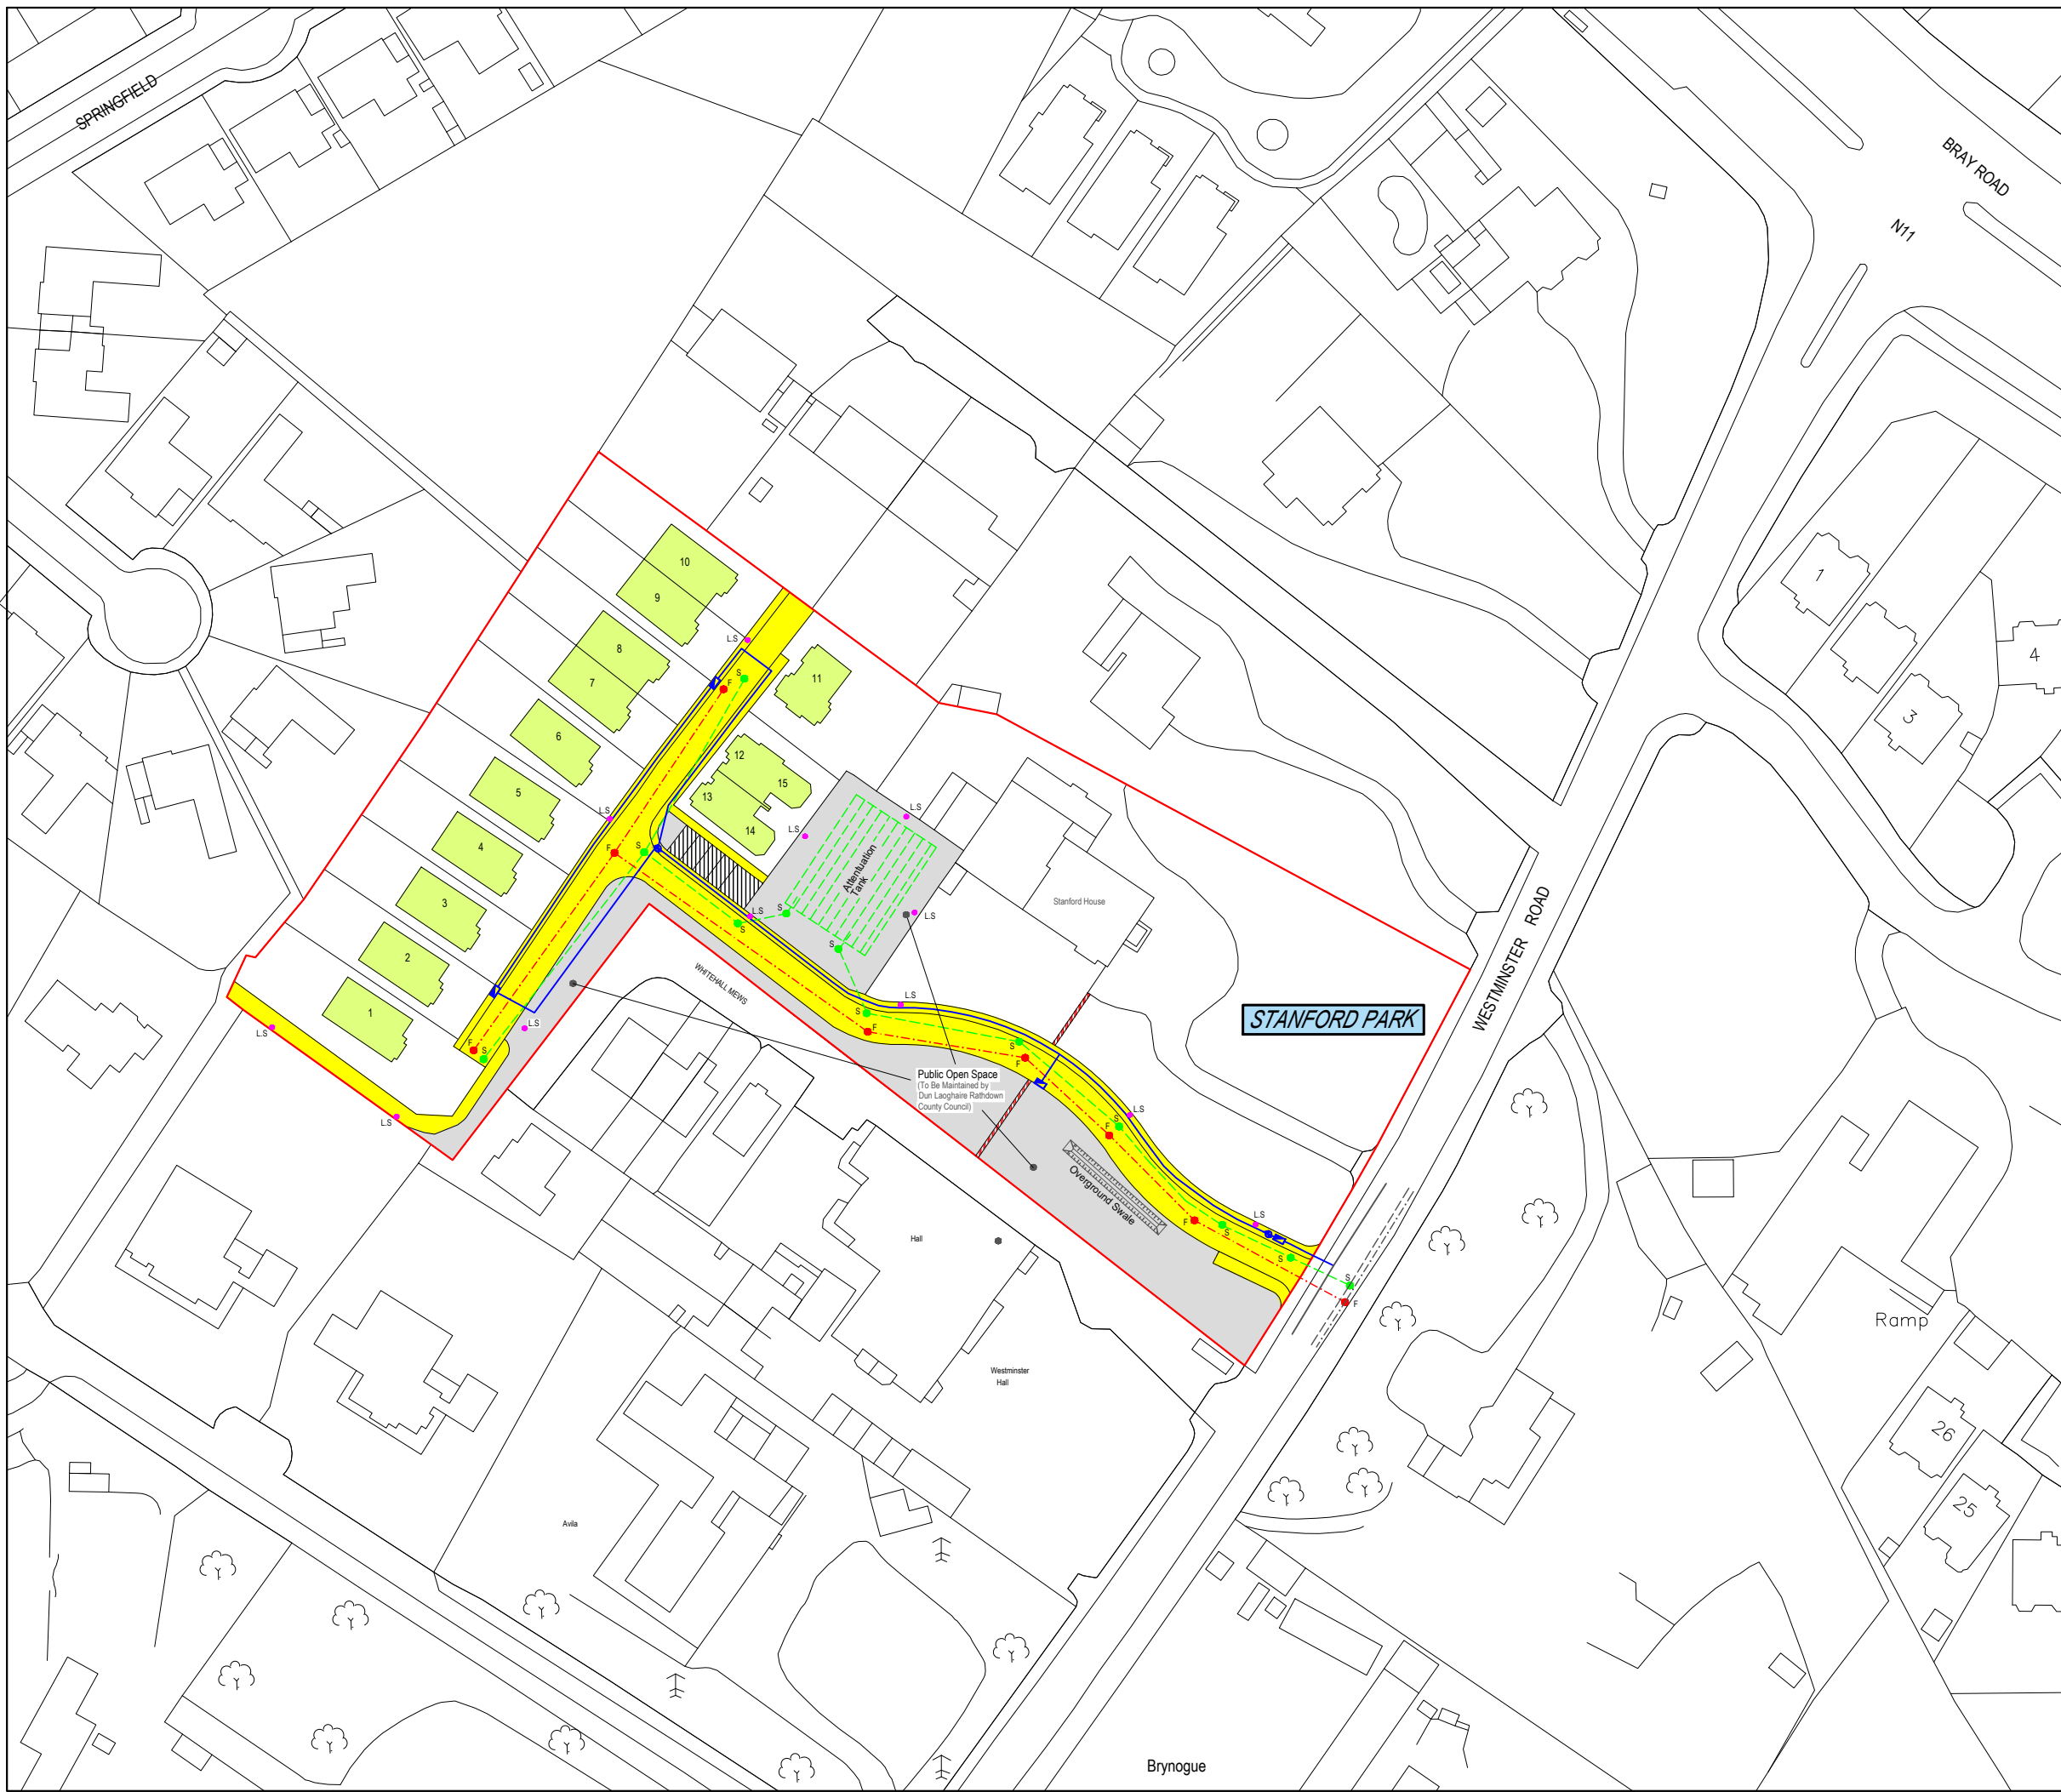 SPRINGFIELD
BRAY ROAD
N11
1
3
4
10
9
8
7
L.S
S
F
11
6
12
15
5
13
L.S
L.S
14
L.S
4
F
S
Attentuation
Tank
3
L.S
S
S
L.S
Stanford House
2
S
WHITEHALL MEWS
WESTMINSTER ROAD
1
L.S
STANFORD PARK
L.S
L.S
S
F
S
F
S
F
Public Open Space
(To Be Maintained by
Dun Laoghaire Rathdown
County Council)
L.S
L.S
S
F
Overground Swale
L.S
F
S
Hall
S
S
F
Ramp
Westminster
Hall
26
25
Avila
Brynogue